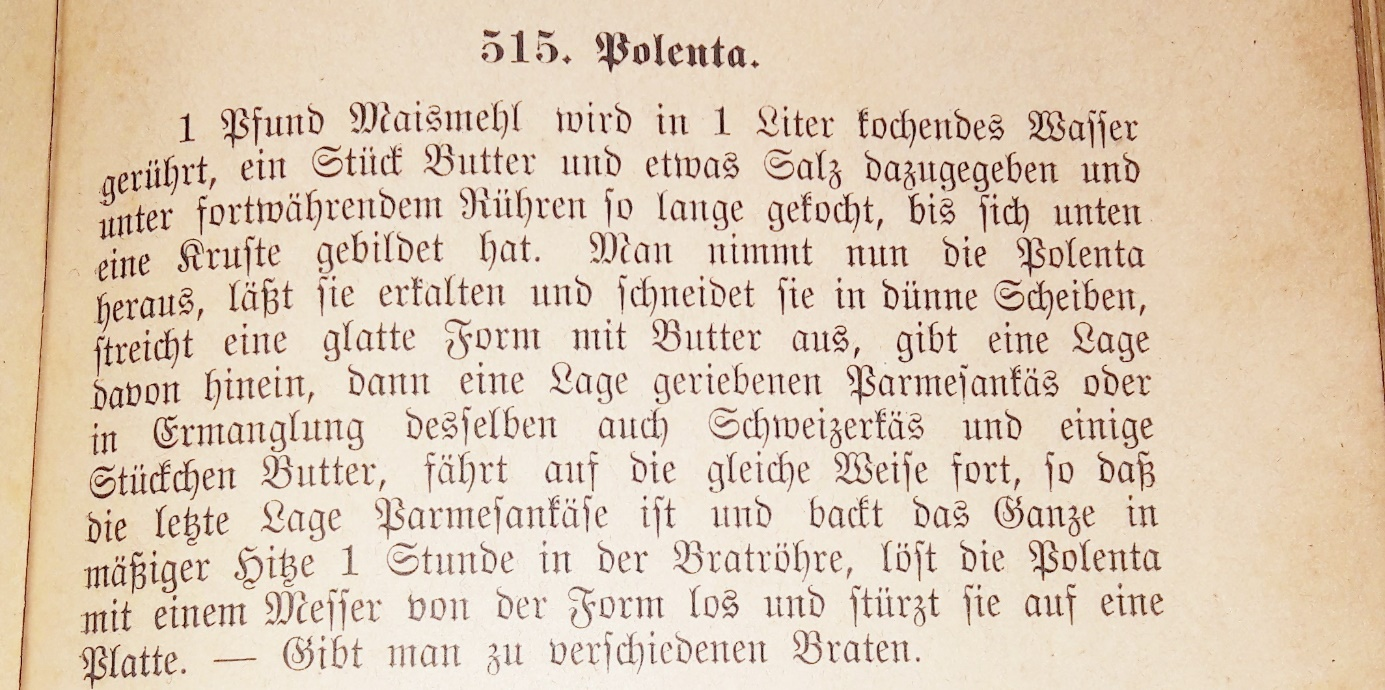 515. Polenta.
1 Pfund Maismehl wird in 1 Liter kochendes Wasser
gerührt, ein Stück Butter und etwas Salz dazugegeben und
unter fortwährendem Rühren so lange gekocht, bis sich unten
eine Kruste gebildet hat. Man nimmt nun die Polenta
heraus, läßt sie erkalten und schneidet sie in dünne Scheiben,
streicht eine glatte Form mit Butter aus, gibt eine Lage
davon hinein, dann eine Lage geriebenen Parmesankäs oder
in Ermanglung desselben auch Schweizerkäs und einige
Stückchen Butter, fährt auf die gleiche Weise fort, so daß
die letzte Lage Parmesankäse ist und backt das Ganze in
mäßiger Hitze 1 Stunde in der Bratröhre, löst die Polenta
mit einem Messer von der Form los und stürzt sie auf eine
Platte. — Gibt man zu verschiedenen Braten.